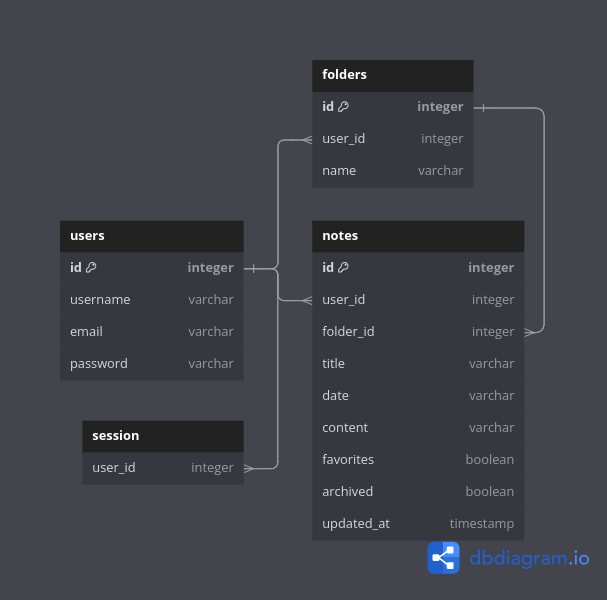 folders
id integer
user_id integer
name varchar
users
id integer
username varchar
email varchar
password varchar
notes
id integer
user_id integer
folder_id integer
title varchar
date varchar
content varchar
favorites boolean
archived boolean
updated_at timestamp
session
user_id integer
dbdiagram.io